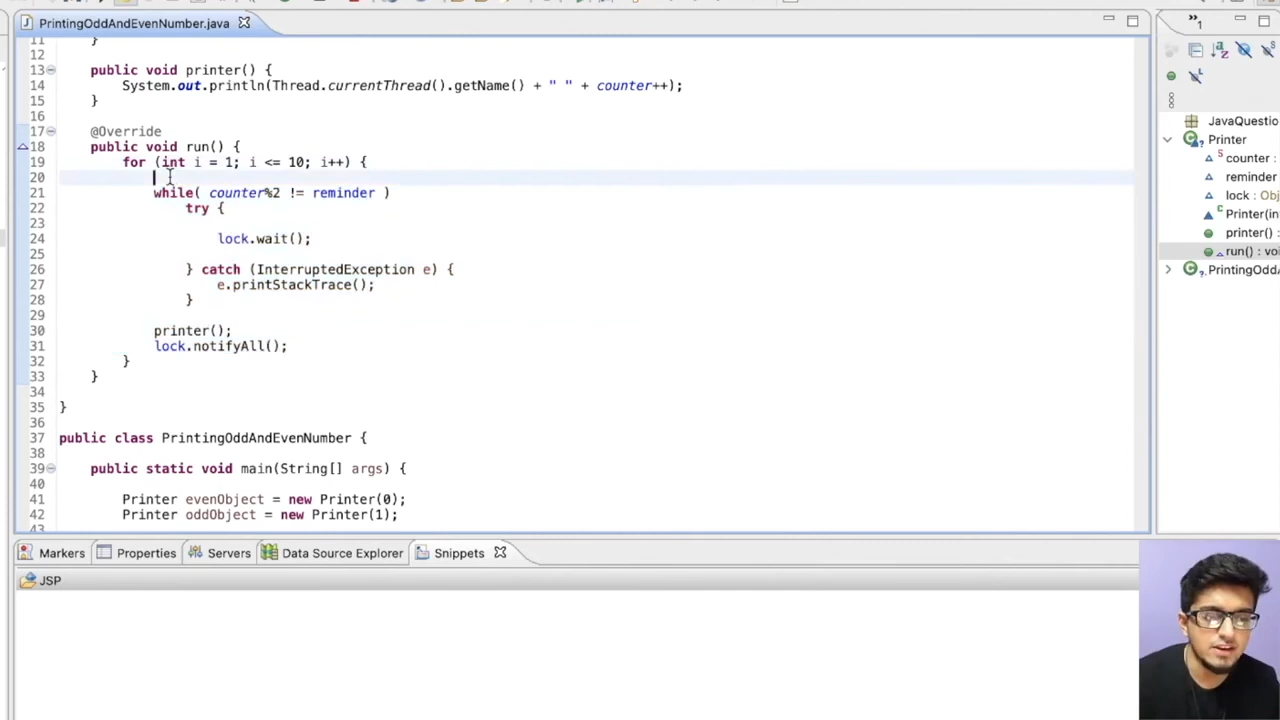 PrintingOddAndEvenNumber.java
1
11 }
12
13 public void printer() {
14 System.out.println(Thread.currentThread().getName() + " " + counter++);
15 }
16
17 @Override
18 public void run() {
19 for (int i = 1; i <= 10; i++) {
20
21 while( counter%2 != reminder )
22 try {
23
24 lock.wait();
25
26 } catch (InterruptedException e) {
27 e.printStackTrace();
28 }
29
30 printer();
31 lock.notifyAll();
32 }
33 }
34
35 }
36
37 public class PrintingOddAndEvenNumber {
38
39 public static void main(String[] args) {
40
41 Printer evenObject = new Printer(0);
42 Printer oddObject = new Printer(1);
43
JavaQuestio
Printer
S counter :
reminder
lock : Obj
C Printer(in
printer() :
run() : voi
PrintingOddA
Markers Properties Servers Data Source Explorer Snippets
JSP